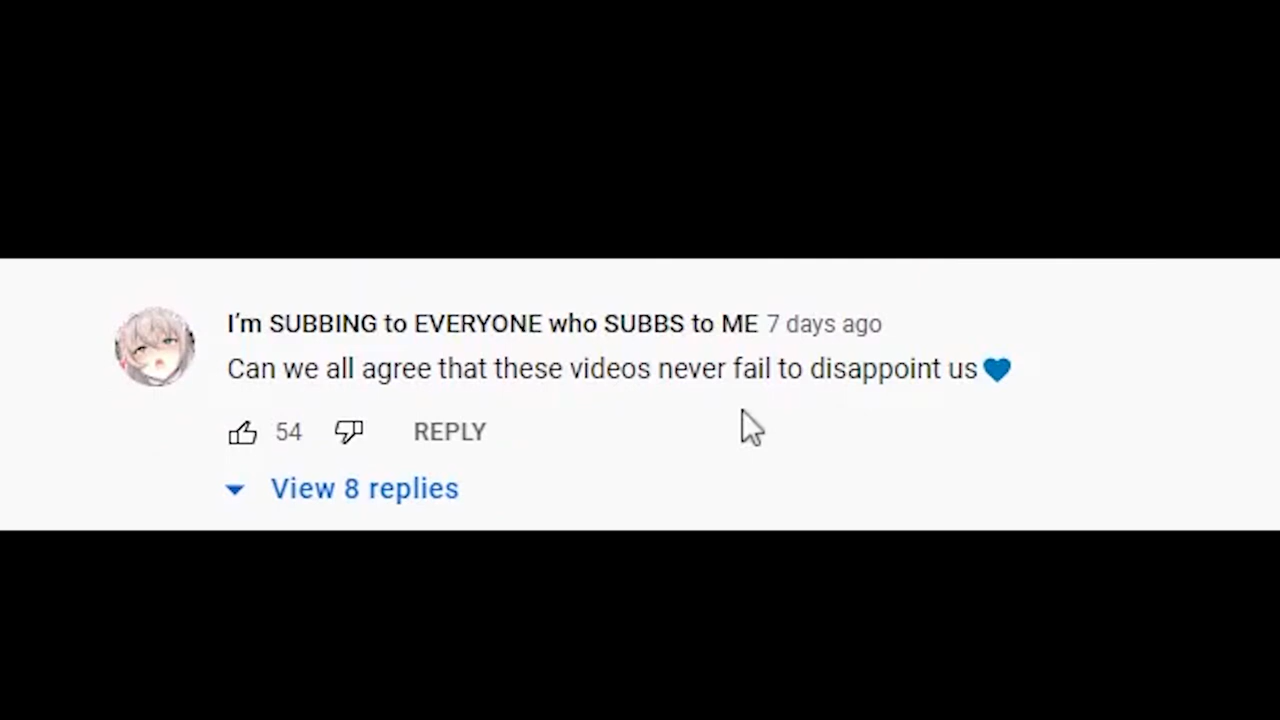 I’m SUBBING to EVERYONE who SUBBS to ME 7 days ago
Can we all agree that these videos never fail to disappoint us💙
54 REPLY
View 8 replies